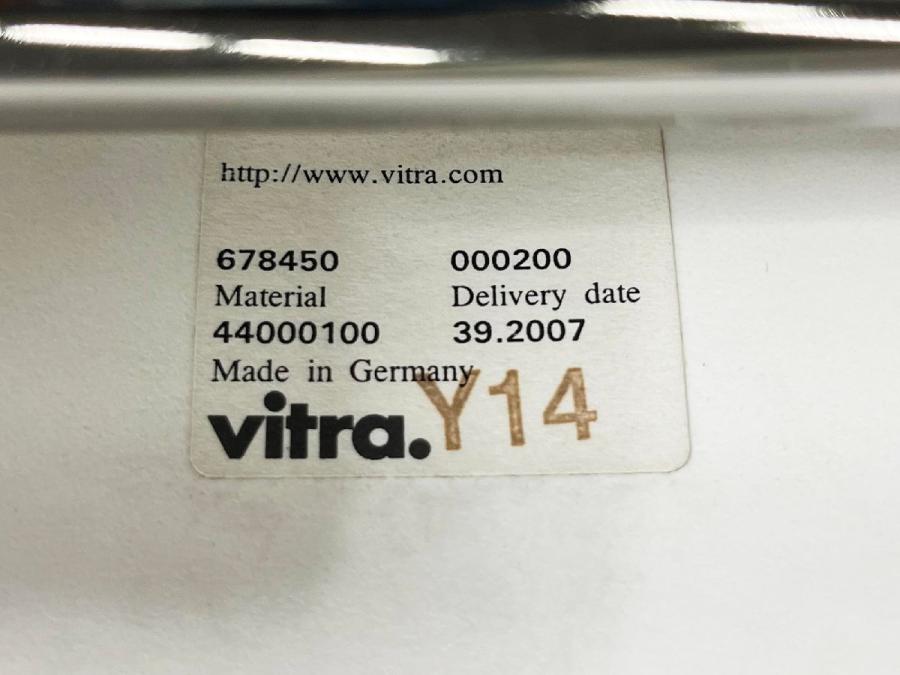 http://www.vitra.com
678450 000200
Material Delivery date
44000100 39.2007
Made in Germany
vitra. Y14